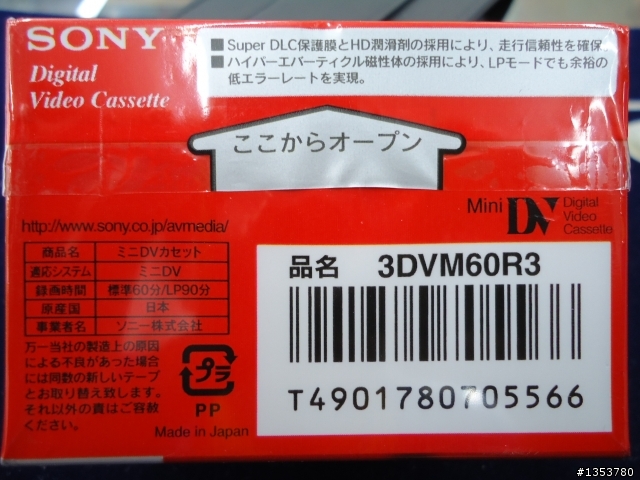 SONY
Digital
Video Cassette
■Super DLC保護膜とHD潤滑剤の採用により、走行信頼性を確保。
■ハイパーエバーティクル磁性体の採用により、LPモードでも余裕の
低エラーレートを実現。
ここからオープン
Mini DV Digital
Video
Cassette
http://www.sony.co.jp/avmedia/
商品名 ミニDVカセット
適応システム ミニDV
録画時間 標準60分/LP90分
原産国 日本
事業者名 ソニー株式会社
万一当社の製造上の原因
による不良があった場合
には同数の新しいテープ
とお取り替え致します。
それ以外の責はご容赦
ください。
プラ
PP
Made in Japan
品名 3DVM60R3
T4901780705566
#1353780